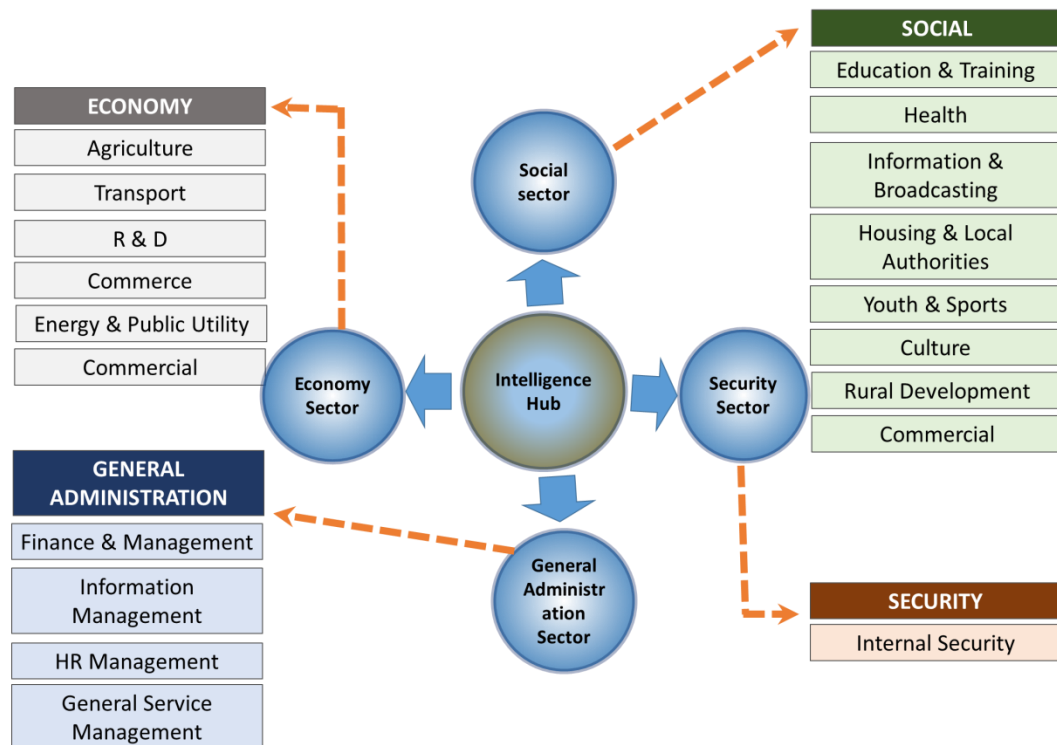 SOCIAL
Education & Training
Health
Information &
Broadcasting
Housing & Local
Authorities
Youth & Sports
Culture
Rural Development
Commercial
ECONOMY
Agriculture
Transport
R & D
Commerce
Energy & Public Utility
Commercial
Social
sector
Economy
Sector
Intelligence
Hub
Security
Sector
General
Administr
ation
Sector
GENERAL
ADMINISTRATION
Finance & Management
Information
Management
HR Management
General Service
Management
SECURITY
Internal Security